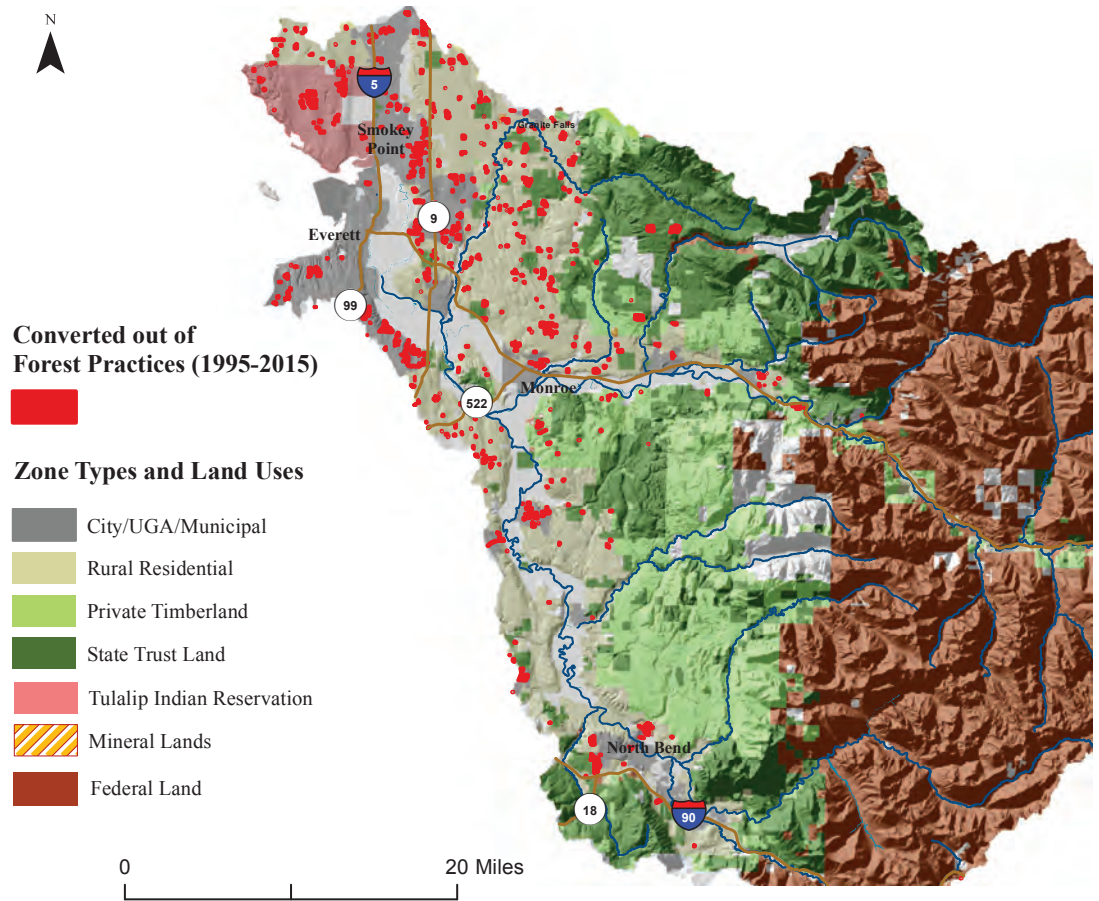 N
5
Smokey
Point
Granite Falls
9
Everett
99
Converted out of
Forest Practices (1995-2015)
Monroe
522
Zone Types and Land Uses
City/UGA/Municipal
Rural Residential
Private Timberland
State Trust Land
Tulalip Indian Reservation
Mineral Lands
Federal Land
North Bend
18
90
0
20 Miles